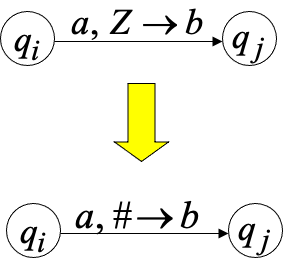 a, Z → b
qi qj
a, # → b
qi qj